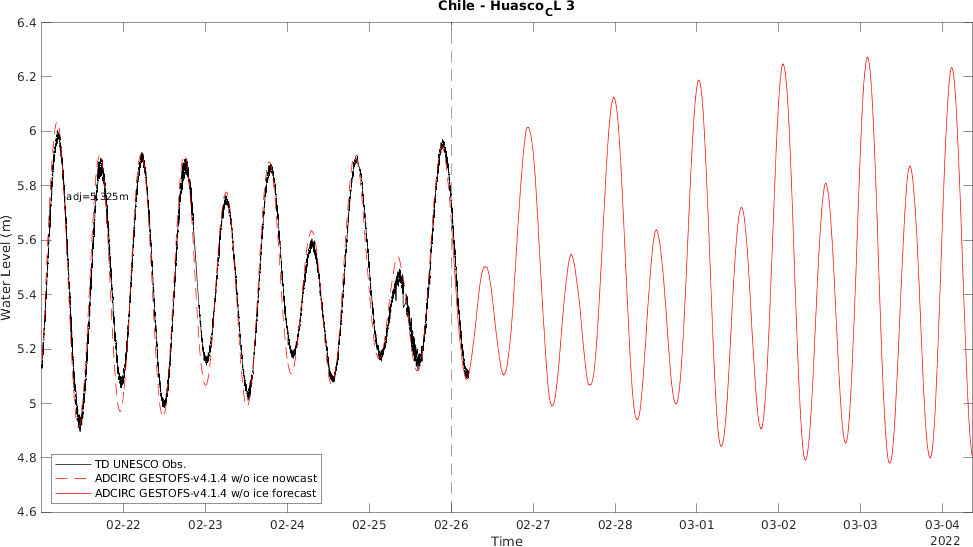 Chile - Huasco_CL 3
6.4
6.2
6
5.8
5.6
5.4
5.2
5
4.8
4.6
Water Level (m)
adj=5.325m
TD UNESCO Obs.
ADCIRC GESTOFS-v4.1.4 w/o ice nowcast
ADCIRC GESTOFS-v4.1.4 w/o ice forecast
02-22 02-23 02-24 02-25 02-26 02-27 02-28 03-01 03-02 03-03 03-04
Time
2022